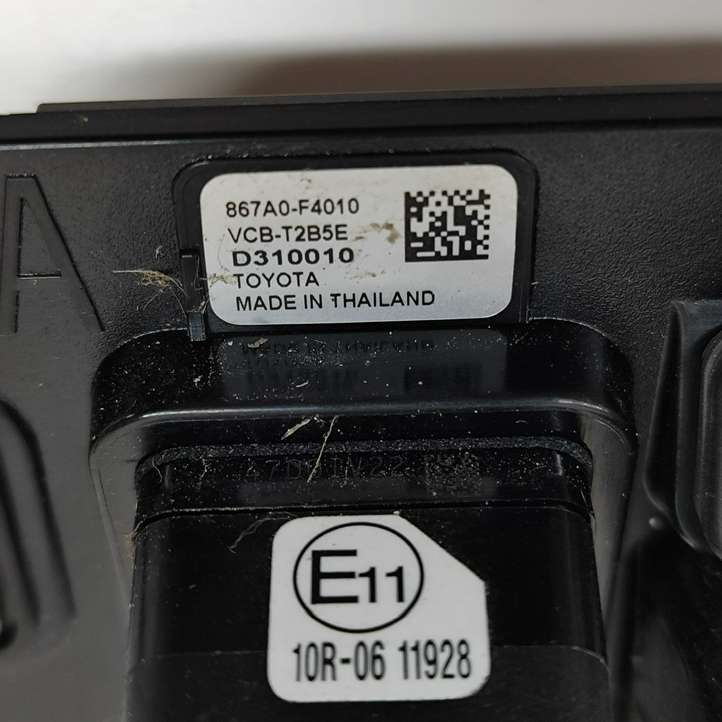 A
867A0-F4010
VCB-T2B5E
D310010
TOYOTA
MADE IN THAILAND
E11
10R-06 11928